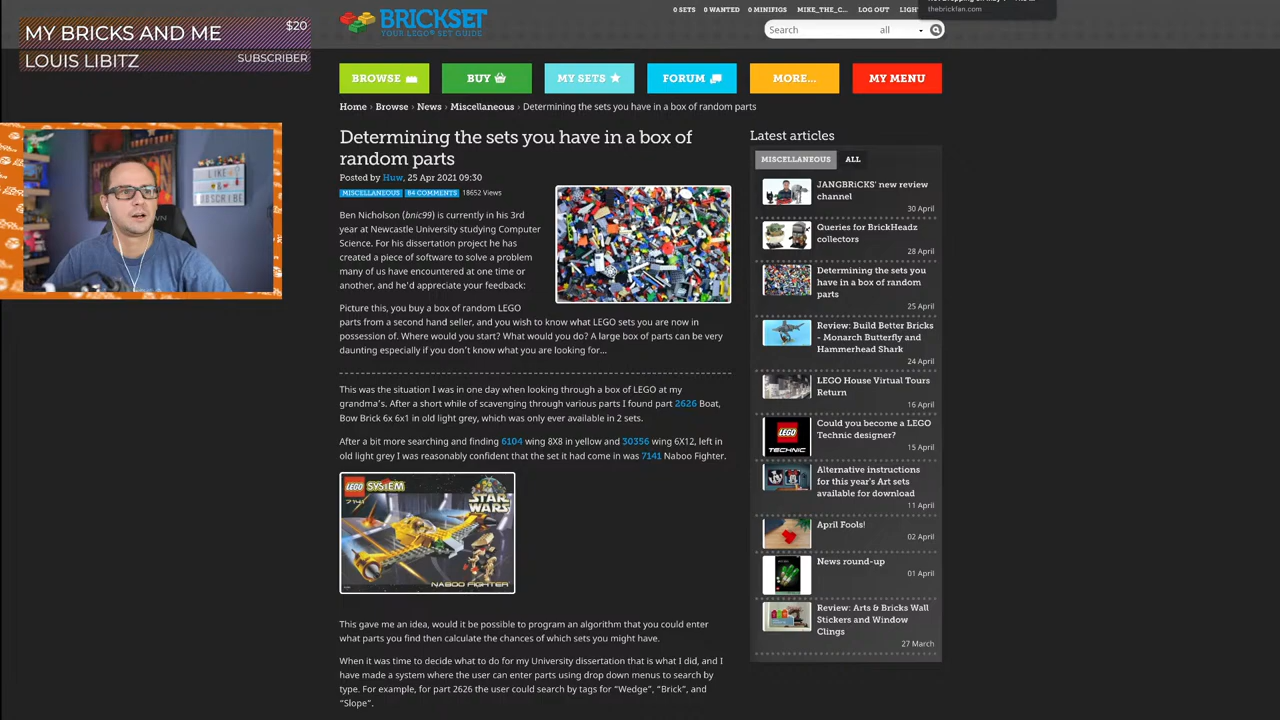 MY BRICKS AND ME
$20
LOUIS LIBITZ
SUBSCRIBER
BRICKSET
YOUR LEGO® SET GUIDE
0 SETS 0 WANTED 0 MINIFIGS MIKE_THE_C... LOG OUT LIGH
thebrickfan.com
Search all
BROWSE
BUY
MY SETS
FORUM
MORE...
MY MENU
Home › Browse › News › Miscellaneous › Determining the sets you have in a box of random parts
Determining the sets you have in a box of
random parts
Posted by Huw, 25 Apr 2021 09:30
MISCELLANEOUS 84 COMMENTS 18652 Views
Ben Nicholson (bnic99) is currently in his 3rd
year at Newcastle University studying Computer
Science. For his dissertation project he has
created a piece of software to solve a problem
many of us have encountered at one time or
another, and he'd appreciate your feedback:
Picture this, you buy a box of random LEGO
parts from a second hand seller, and you wish to know what LEGO sets you are now in
possession of. Where would you start? What would you do? A large box of parts can be very
daunting especially if you don't know what you are looking for...
This was the situation I was in one day when looking through a box of LEGO at my
grandma's. After a short while of scavenging through various parts I found part 2626 Boat,
Bow Brick 6x 6x1 in old light grey, which was only ever available in 2 sets.
After a bit more searching and finding 6104 wing 8X8 in yellow and 30356 wing 6X12, left in
old light grey I was reasonably confident that the set it had come in was 7141 Naboo Fighter.
LEGO SYSTEM
7141
STAR WARS
NABOO FIGHTER
This gave me an idea, would it be possible to program an algorithm that you could enter
what parts you find then calculate the chances of which sets you might have.
When it was time to decide what to do for my University dissertation that is what I did, and I
have made a system where the user can enter parts using drop down menus to search by
type. For example, for part 2626 the user could search by tags for "Wedge", "Brick", and
"Slope".
Latest articles
MISCELLANEOUS ALL
JANGBRiCKS' new review
channel
30 April
Queries for BrickHeadz
collectors
28 April
Determining the sets you
have in a box of random
parts
25 April
Review: Build Better Bricks
- Monarch Butterfly and
Hammerhead Shark
24 April
LEGO House Virtual Tours
Return
16 April
LEGO
TECHNIC
Could you become a LEGO
Technic designer?
15 April
Alternative instructions
for this year's Art sets
available for download
11 April
April Fools!
02 April
News round-up
01 April
Review: Arts & Bricks Wall
Stickers and Window
Clings
27 March
LIKE
SUBSCRIBE